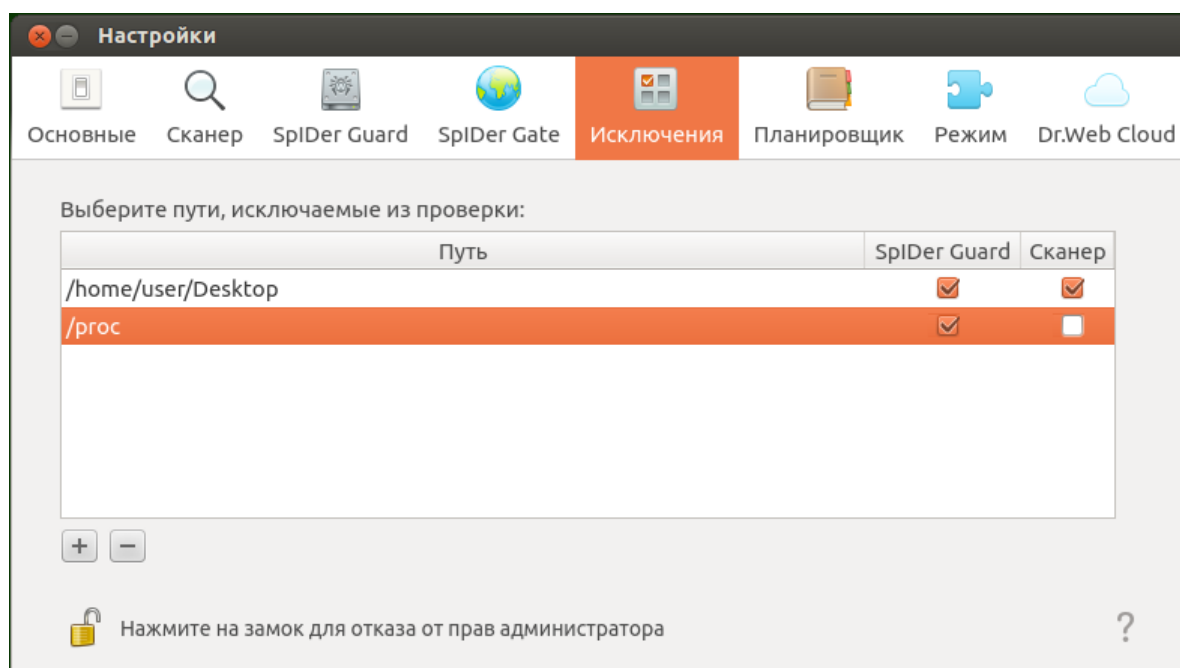 Настройки
Основные Сканер SpIDer Guard SpIDer Gate Исключения Планировщик Режим Dr.Web Cloud
Выберите пути, исключаемые из проверки:
Путь SpIDer Guard Сканер
/home/user/Desktop
/proc
Нажмите на замок для отказа от прав администратора